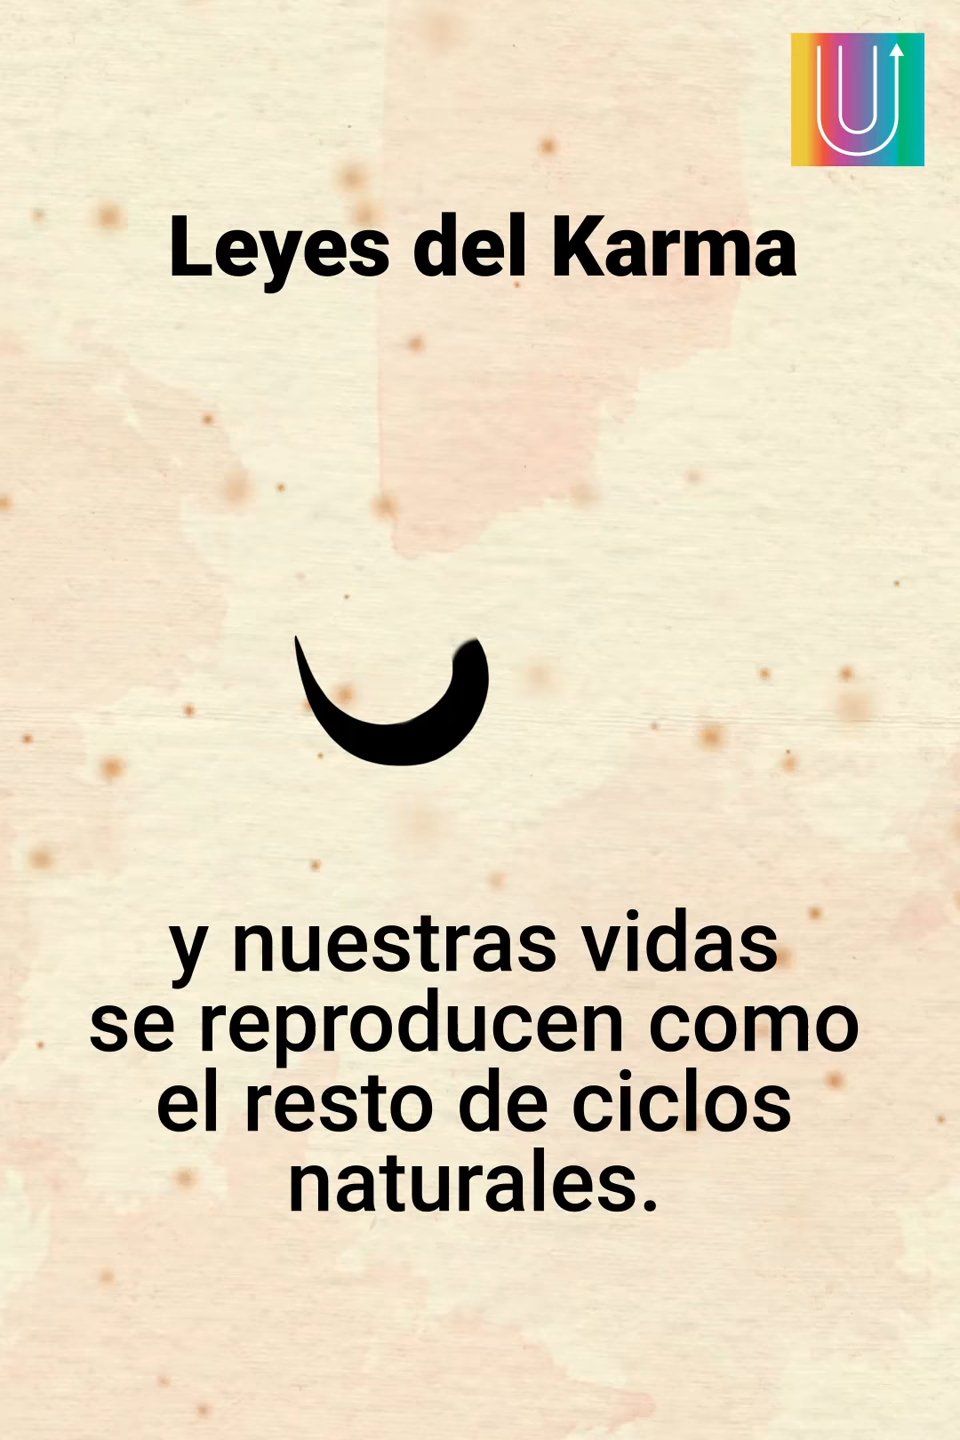 Leyes del Karma
y nuestras vidas
se reproducen como
el resto de ciclos
naturales.